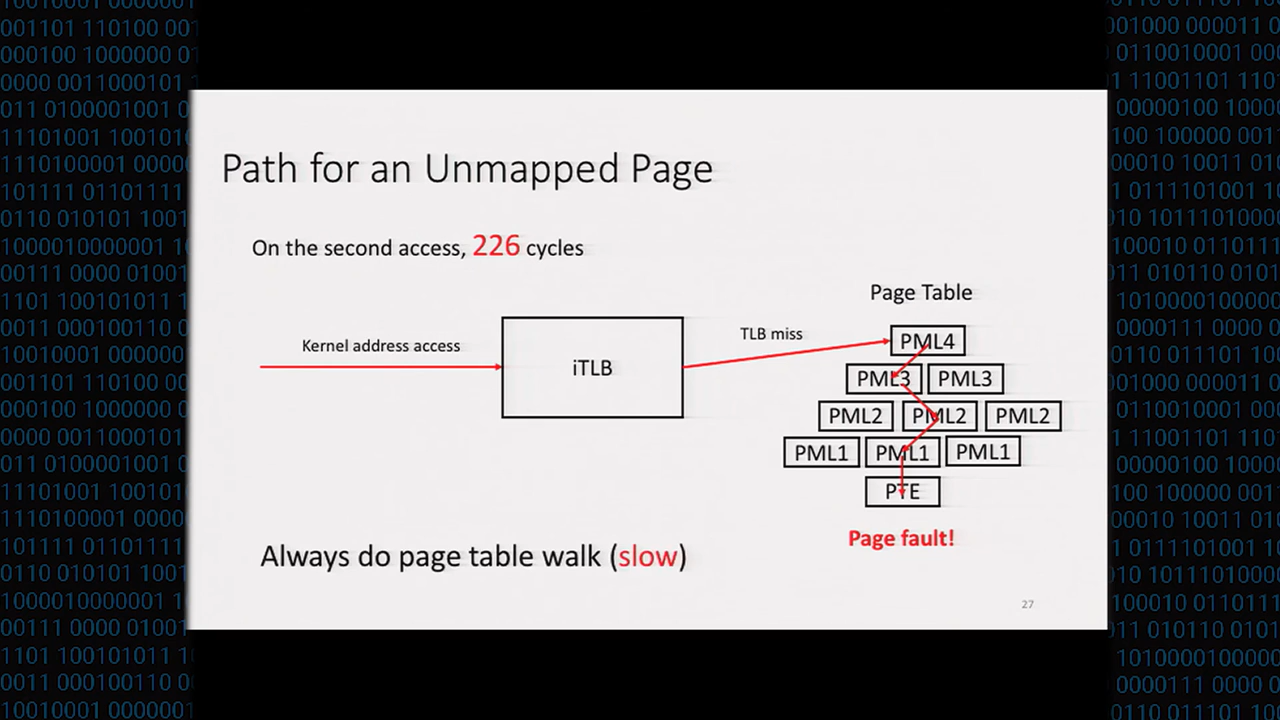 Path for an Unmapped Page
On the second access, 226 cycles
Page Table
Kernel address access
iTLB
TLB miss
PML4
PML3 PML3
PML2 PML2 PML2
PML1 PML1 PML1
PTE
Page fault!
Always do page table walk (slow)
27